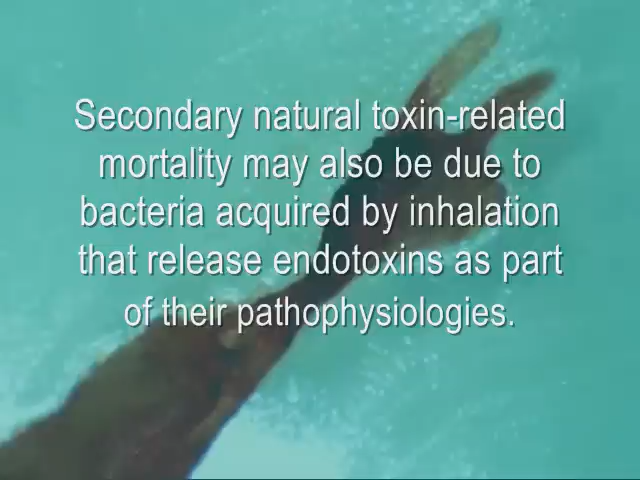 Secondary natural toxin-related
mortality may also be due to
bacteria acquired by inhalation
that release endotoxins as part
of their pathophysiologies.